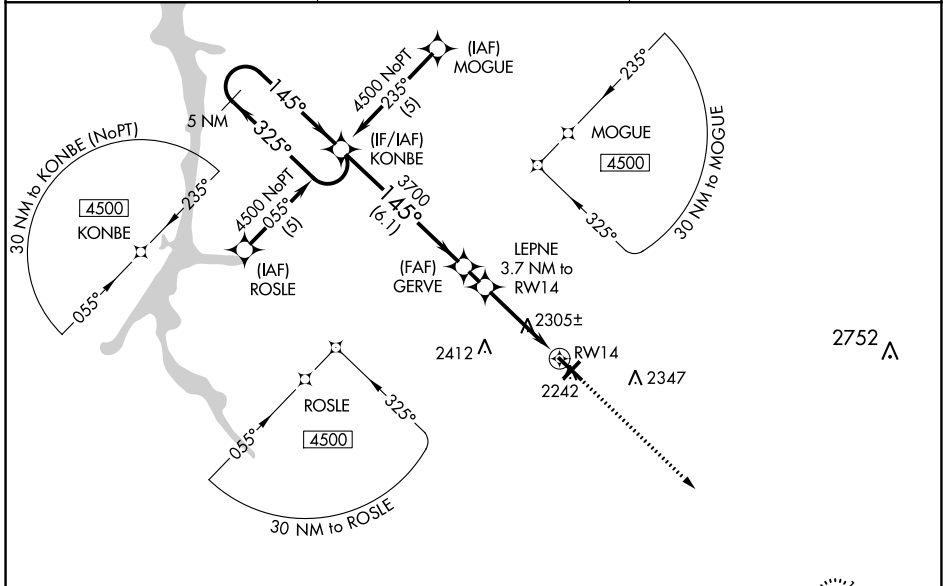 (IAF)
MOGUE
4500 NoPT
235°
(5)
145°
5 NM
325°
(IF/IAF)
KONBE
30 NM to KONBE (NoPT)
4500
KONBE
235°
055°
4500 NoPT
055°
(5)
(IAF)
ROSLE
3700
145°
(6.1)
235°
MOGUE
4500
325°
30 NM to MOGUE
(FAF)
GERVE
LEPNE
3.7 NM to
RW14
2305±
2412
RW14
2242
2347
2752
ROSLE
4500
055°
325°
30 NM to ROSLE